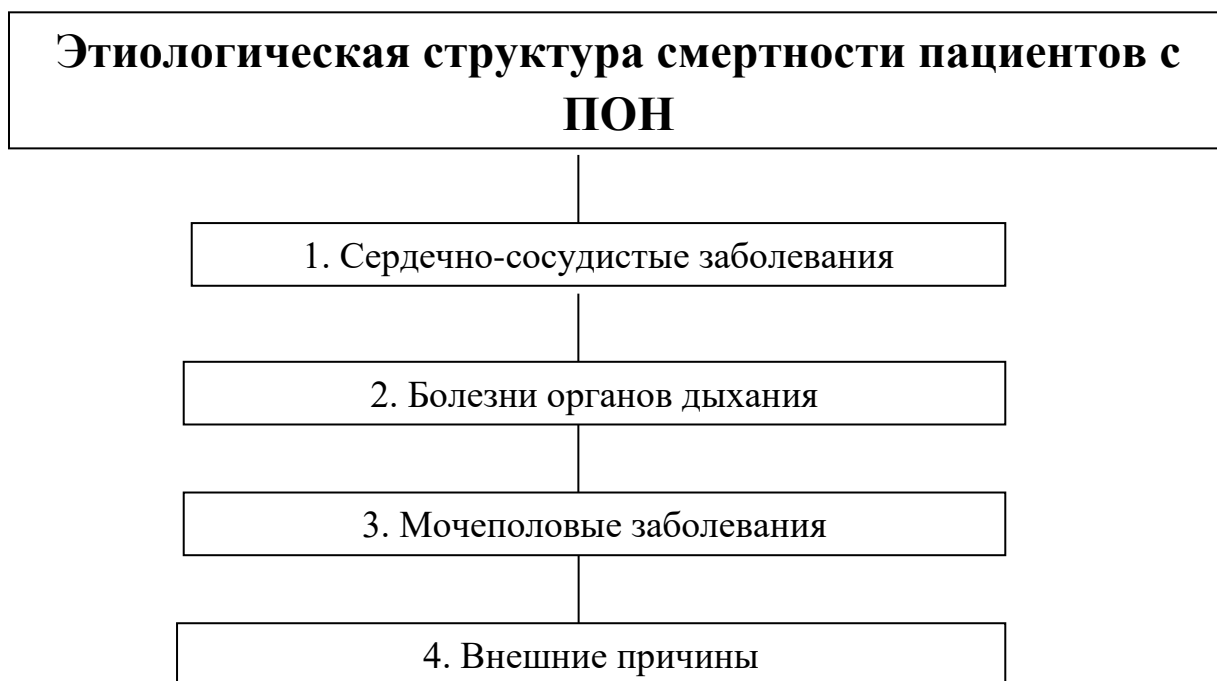 Этиологическая структура смертности пациентов с
ПОН
1. Сердечно-сосудистые заболевания
2. Болезни органов дыхания
3. Мочеполовые заболевания
4. Внешние причины